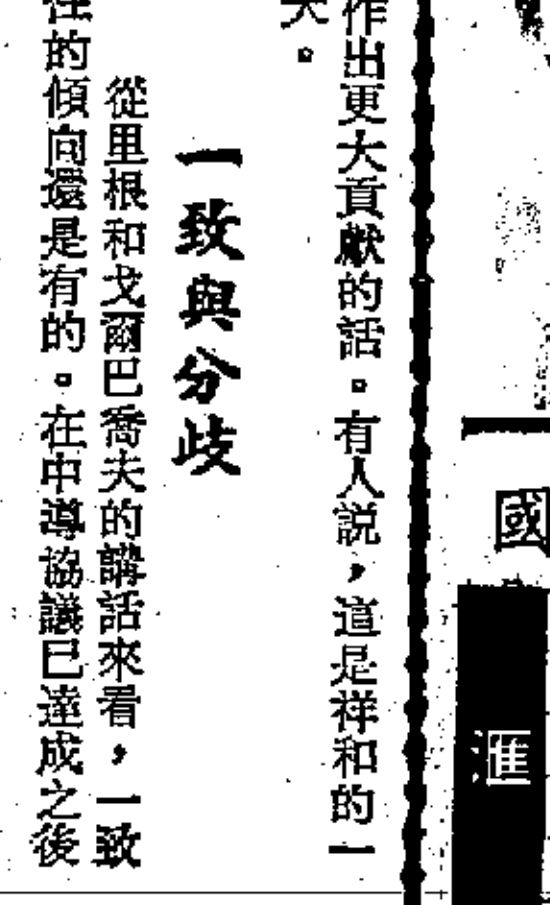 國
滙
作出更大貢獻的話。有人説，這是祥和的一
天。
一致與分歧
從里根和戈爾巴喬夫的講話來看，一致
性的傾向還是有的。在中導協議已達成之後